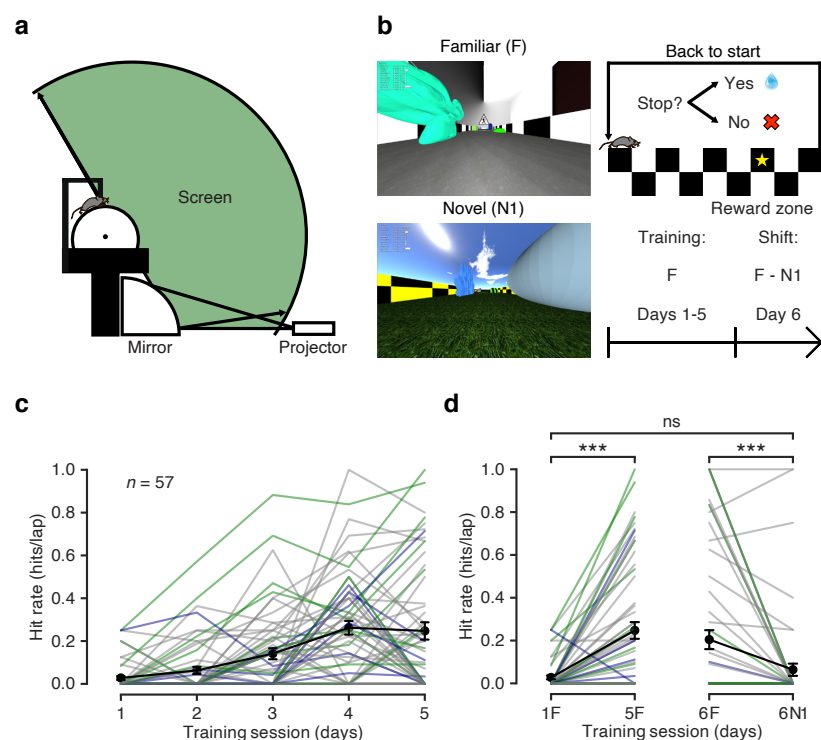 a
Screen
Mirror
Projector
b
Familiar (F)
Novel (N1)
Back to start
Stop?
Yes
No
Reward zone
Training:
Shift:
F
F - N1
Days 1-5
Day 6
c
n = 57
Hit rate (hits/lap)
1.0
0.8
0.6
0.4
0.2
0.0
1 2 3 4 5
Training session (days)
d
ns
*** ***
Hit rate (hits/lap)
1.0
0.8
0.6
0.4
0.2
0.0
1F 5F 6F 6N1
Training session (days)